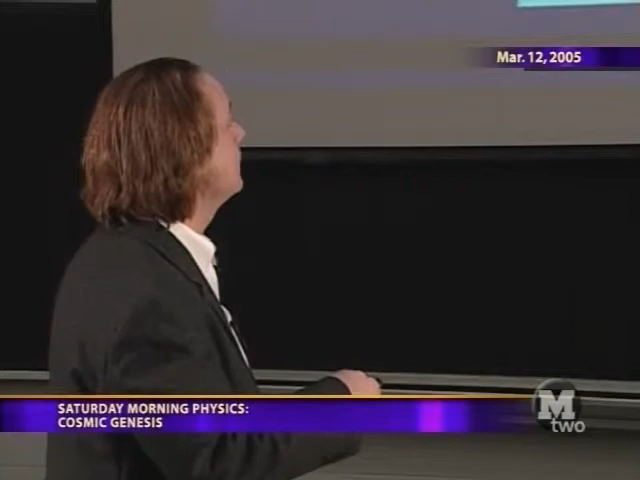 Mar. 12, 2005
SATURDAY MORNING PHYSICS:
COSMIC GENESIS
M
two